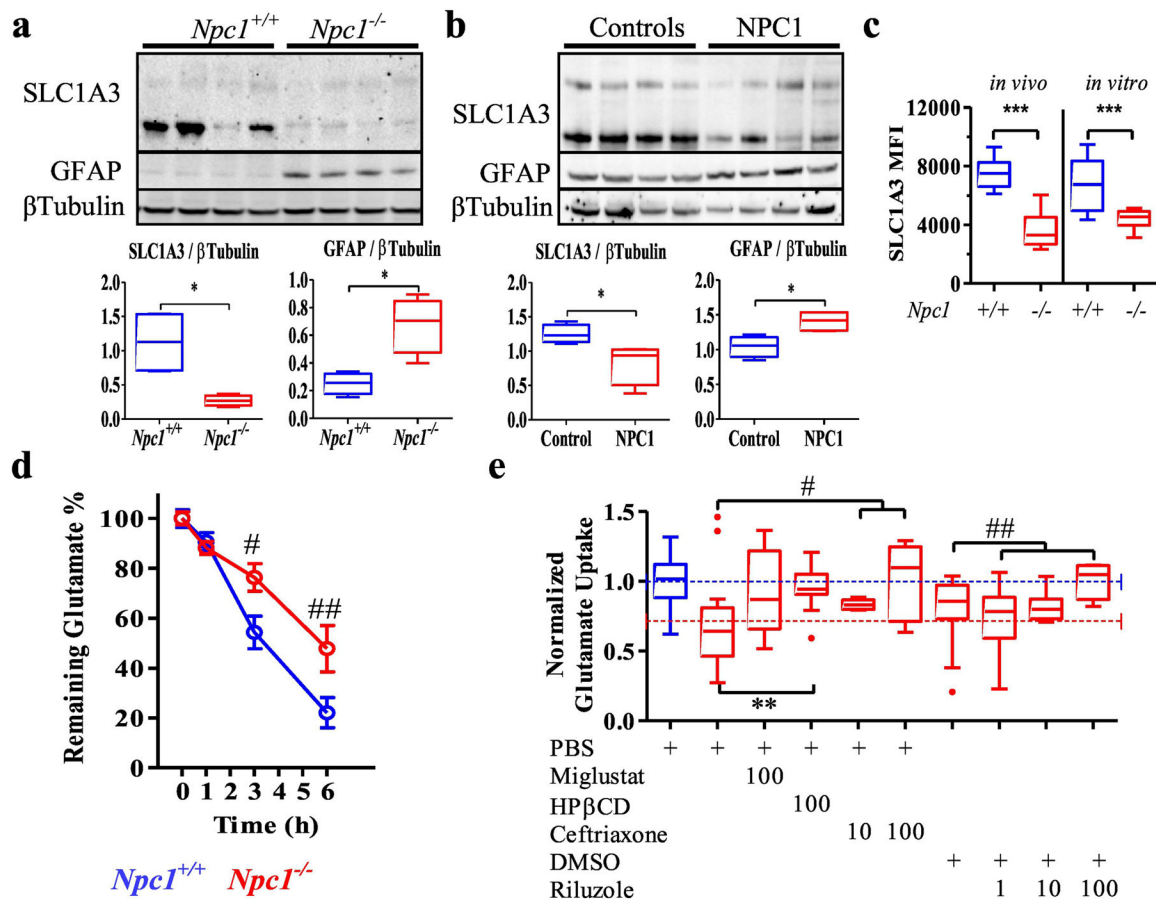 a
Npc1+/+ Npc1-/-
SLC1A3
GFAP
βTubulin
SLC1A3 / βTubulin
*
2.0
1.5
1.0
0.5
0.0
Npc1+/+ Npc1-/-
GFAP / βTubulin
*
1.0
0.8
0.6
0.4
0.2
0.0
Npc1+/+ Npc1-/-
b
Controls NPC1
SLC1A3
GFAP
βTubulin
SLC1A3 / βTubulin
*
2.0
1.5
1.0
0.5
0.0
Control NPC1
GFAP / βTubulin
*
2.0
1.5
1.0
0.5
0.0
Control NPC1
c
in vivo in vitro
*** ***
SLC1A3 MFI
12000
8000
4000
0
Npc1 +/+ -/- +/+ -/-
d
Remaining Glutamate %
100
80
60
40
20
0
#
##
0 1 2 3 4 5 6
Time (h)
Npc1+/+ Npc1-/-
e
Normalized
Glutamate Uptake
1.5
1.0
0.5
0.0
#
##
**
PBS + + + + + +
Miglustat 100
HPβCD 100
Ceftriaxone 10 100
DMSO + + + +
Riluzole 1 10 100